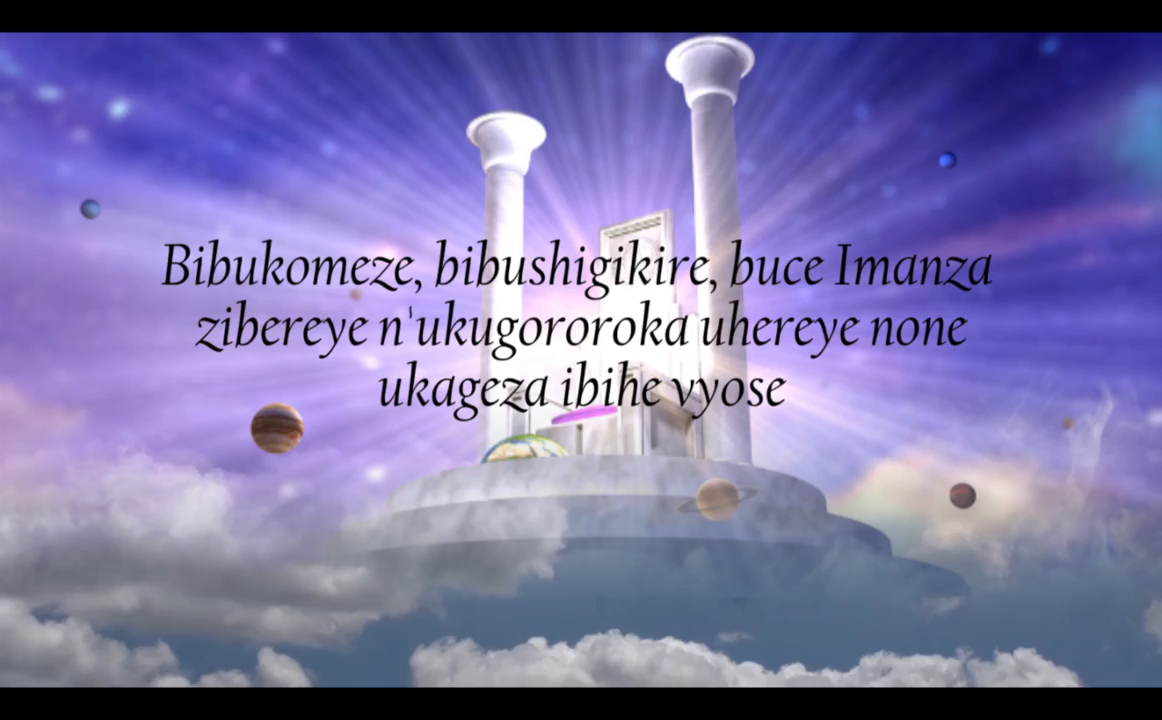 Bibukomeze, bibushigikire, buce Imanza
zibereye n'ukugororoka uhereye none
ukageza ibihe vyose